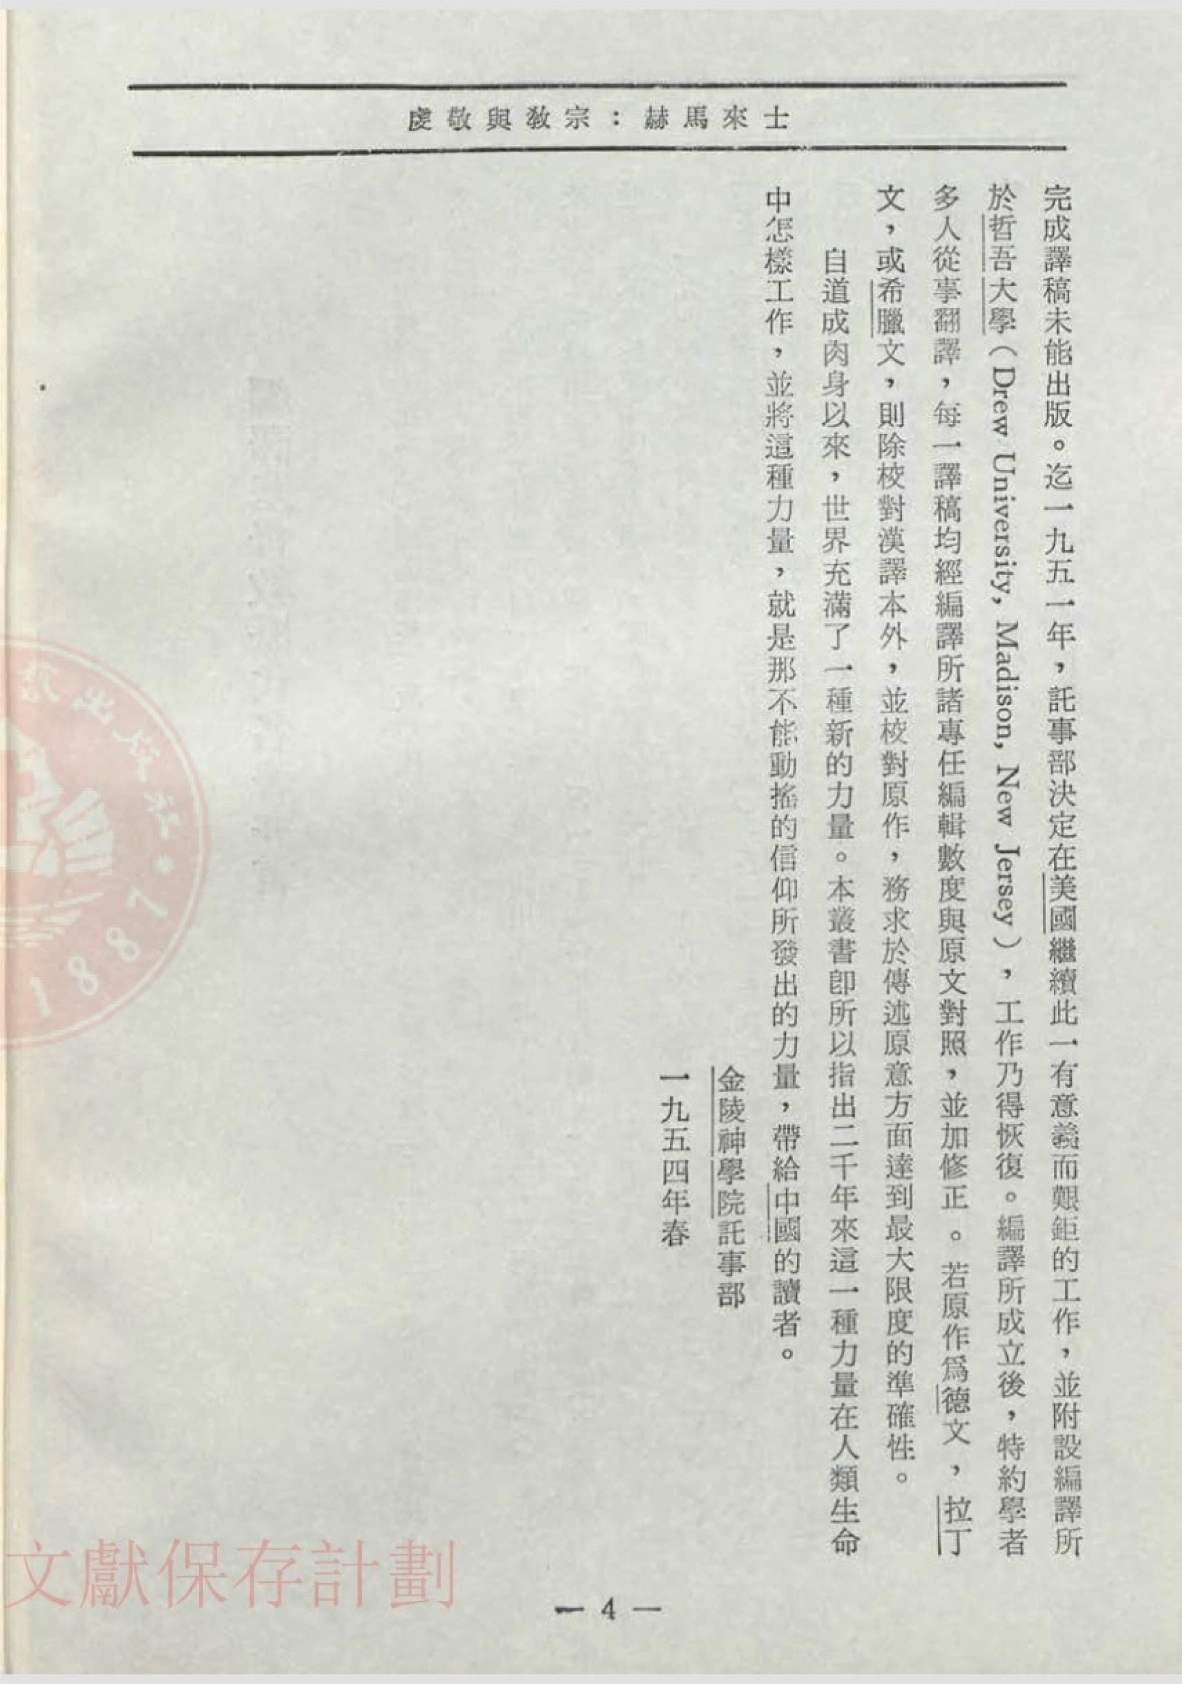 士來馬赫：宗教與敬虔
完成譯稿未能出版。迄一九五一年，託事部決定在美國繼續此一有意義而艱鉅的工作，並附設編譯所
於哲吾大學（Drew University, Madison, New Jersey），工作乃得恢復。編譯所成立後，特約學者
多人從事翻譯，每一譯稿均經編譯所諸專任編輯數度與原文對照，並加修正。若原作爲德文，拉丁
文，或希臘文，則除校對漢譯本外，並校對原作，務求於傳述原意方面達到最大限度的準確性。
自道成肉身以來，世界充滿了一種新的力量。本叢書卽所以指出二千年來這一種力量在人類生命
中怎樣工作，並將這種力量，就是那不能動搖的信仰所發出的力量，帶給中國的讀者。
金陵神學院託事部
一九五四年春
— 4 —
出版社
1887
文獻保存計劃